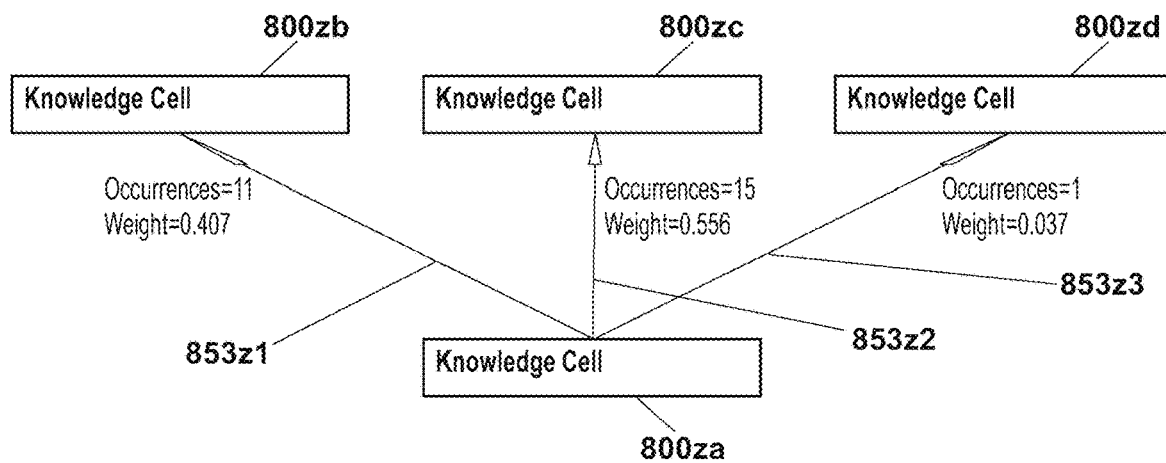 800zb
800zc
800zd
Knowledge Cell
Knowledge Cell
Knowledge Cell
Occurrences=11
Weight=0.407
Occurrences=15
Weight=0.556
Occurrences=1
Weight=0.037
853z3
853z2
853z1
Knowledge Cell
800za